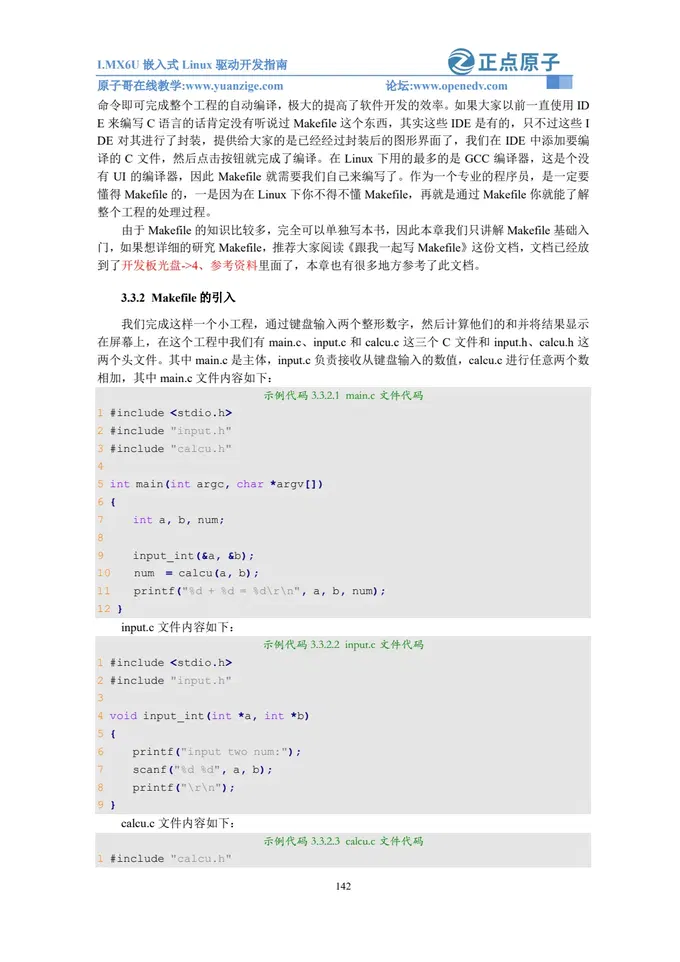 I.MX6U 嵌入式 Linux 驱动开发指南
正点原子
原子哥在线教学:www.yuanzige.com 论坛:www.openedv.com
命令即可完成整个工程的自动编译，极大的提高了软件开发的效率。如果大家以前一直使用 ID
E 来编写 C 语言的话肯定没有听说过 Makefile 这个东西，其实这些 IDE 是有的，只不过这些 I
DE 对其进行了封装，提供给大家的是已经经过封装后的图形界面了，我们在 IDE 中添加要编
译的 C 文件，然后点击按钮就完成了编译。在 Linux 下用的最多的是 GCC 编译器，这是个没
有 UI 的编译器，因此 Makefile 就需要我们自己来编写了。作为一个专业的程序员，是一定要
懂得 Makefile 的，一是因为在 Linux 下你不得不懂 Makefile，再就是通过 Makefile 你就能了解
整个工程的处理过程。
由于 Makefile 的知识比较多，完全可以单独写本书，因此本章我们只讲解 Makefile 基础入
门，如果想详细的研究 Makefile，推荐大家阅读《跟我一起写 Makefile》这份文档，文档已经放
到了开发板光盘->4、参考资料里面了，本章也有很多地方参考了此文档。
3.3.2 Makefile 的引入
我们完成这样一个小工程，通过键盘输入两个整形数字，然后计算他们的和并将结果显示
在屏幕上，在这个工程中我们有 main.c、input.c 和 calcu.c 这三个 C 文件和 input.h、calcu.h 这
两个头文件。其中 main.c 是主体，input.c 负责接收从键盘输入的数值，calcu.c 进行任意两个数
相加，其中 main.c 文件内容如下：
示例代码 3.3.2.1 main.c 文件代码
1 #include <stdio.h>
2 #include "input.h"
3 #include "calcu.h"
4
5 int main(int argc, char *argv[])
6 {
7 int a, b, num;
8
9 input_int(&a, &b);
10 num = calcu(a, b);
11 printf("%d + %d = %d\r\n", a, b, num);
12 }
input.c 文件内容如下：
示例代码 3.3.2.2 input.c 文件代码
1 #include <stdio.h>
2 #include "input.h"
3
4 void input_int(int *a, int *b)
5 {
6 printf("input two num:");
7 scanf("%d %d", a, b);
8 printf("\r\n");
9 }
calcu.c 文件内容如下：
示例代码 3.3.2.3 calcu.c 文件代码
1 #include "calcu.h"
142